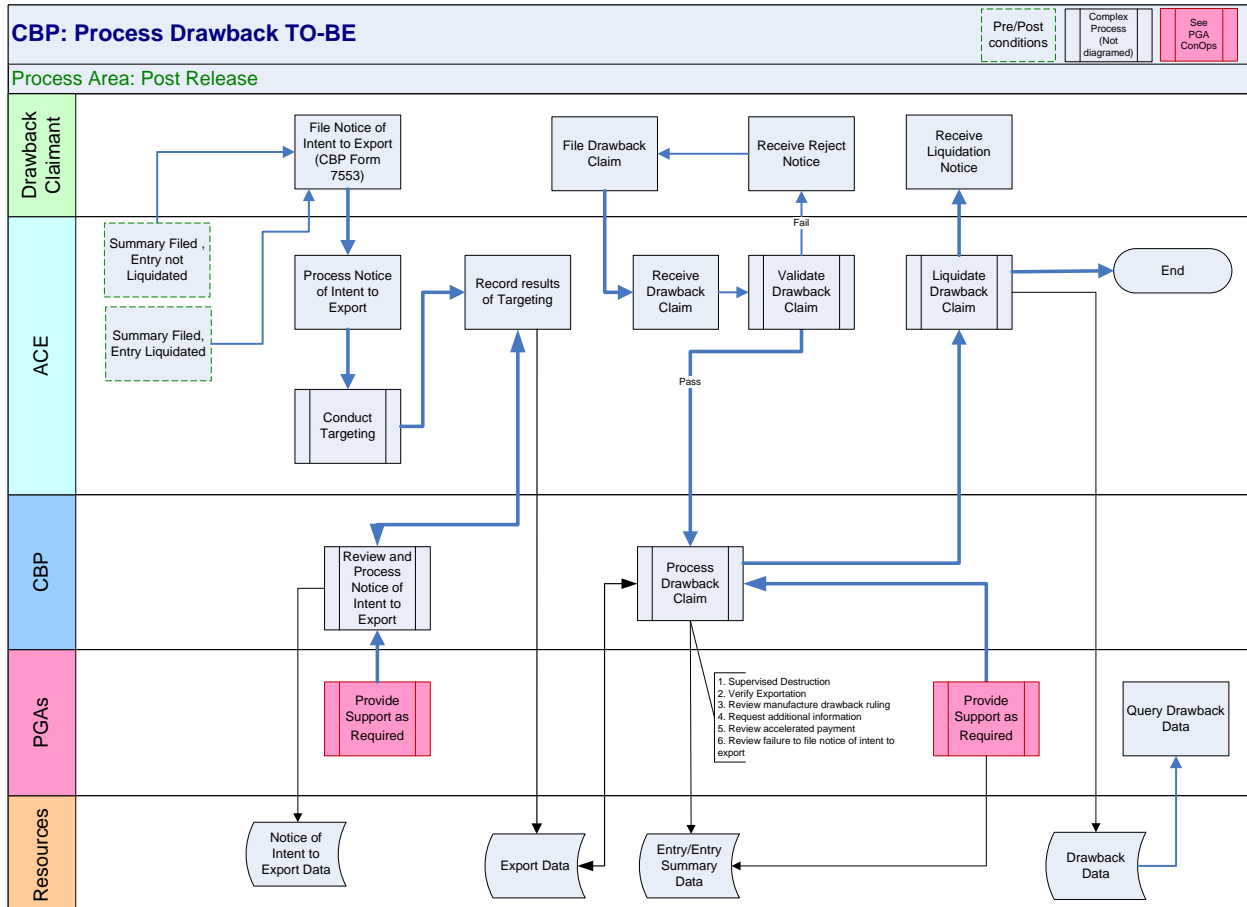 CBP: Process Drawback TO-BE
Pre/Post
conditions
Complex
Process
(Not
diagramed)
See
PGA
ConOps
Process Area: Post Release
Drawback
Claimant
File Notice of
Intent to Export
(CBP Form
7553)
File Drawback
Claim
Receive Reject
Notice
Receive
Liquidation
Notice
ACE
Summary Filed ,
Entry not
Liquidated
Summary Filed,
Entry Liquidated
Process Notice
of Intent to
Export
Record results
of Targeting
Receive
Drawback
Claim
Fail
Validate
Drawback
Claim
Liquidate
Drawback
Claim
End
Pass
Conduct
Targeting
CBP
Review and
Process
Notice of
Intent to
Export
Process
Drawback
Claim
PGAs
Provide
Support as
Required
1. Supervised Destruction
2. Verify Exportation
3. Review manufacture drawback ruling
4. Request additional information
5. Review accelerated payment
6. Review failure to file notice of intent to
export
Provide
Support as
Required
Query Drawback
Data
Resources
Notice of
Intent to
Export Data
Export Data
Entry/Entry
Summary
Data
Drawback
Data